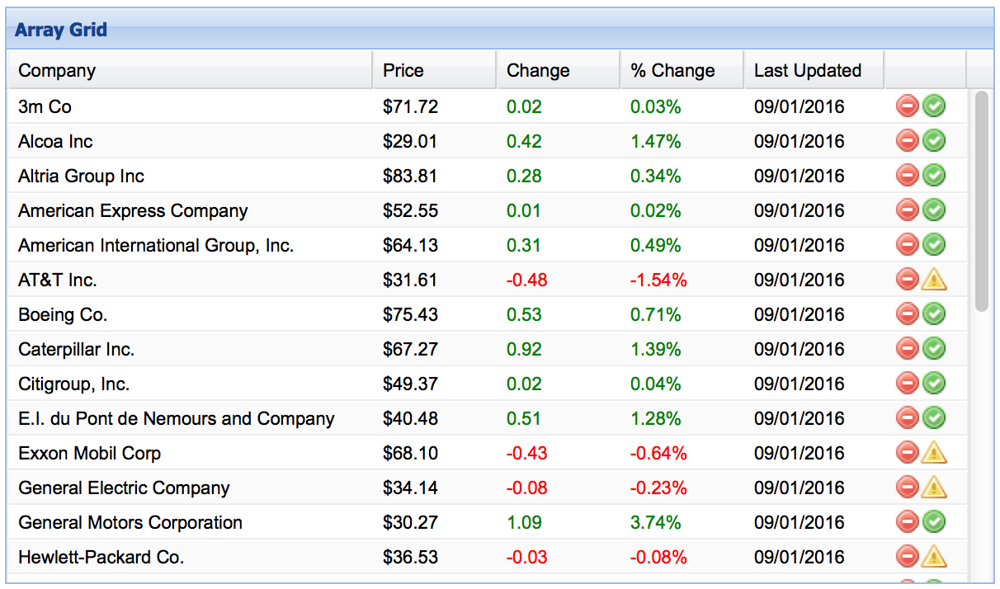 Array Grid
Company Price Change % Change Last Updated
3m Co $71.72 0.02 0.03% 09/01/2016
Alcoa Inc $29.01 0.42 1.47% 09/01/2016
Altria Group Inc $83.81 0.28 0.34% 09/01/2016
American Express Company $52.55 0.01 0.02% 09/01/2016
American International Group, Inc. $64.13 0.31 0.49% 09/01/2016
AT&T Inc. $31.61 -0.48 -1.54% 09/01/2016
Boeing Co. $75.43 0.53 0.71% 09/01/2016
Caterpillar Inc. $67.27 0.92 1.39% 09/01/2016
Citigroup, Inc. $49.37 0.02 0.04% 09/01/2016
E.I. du Pont de Nemours and Company $40.48 0.51 1.28% 09/01/2016
Exxon Mobil Corp $68.10 -0.43 -0.64% 09/01/2016
General Electric Company $34.14 -0.08 -0.23% 09/01/2016
General Motors Corporation $30.27 1.09 3.74% 09/01/2016
Hewlett-Packard Co. $36.53 -0.03 -0.08% 09/01/2016